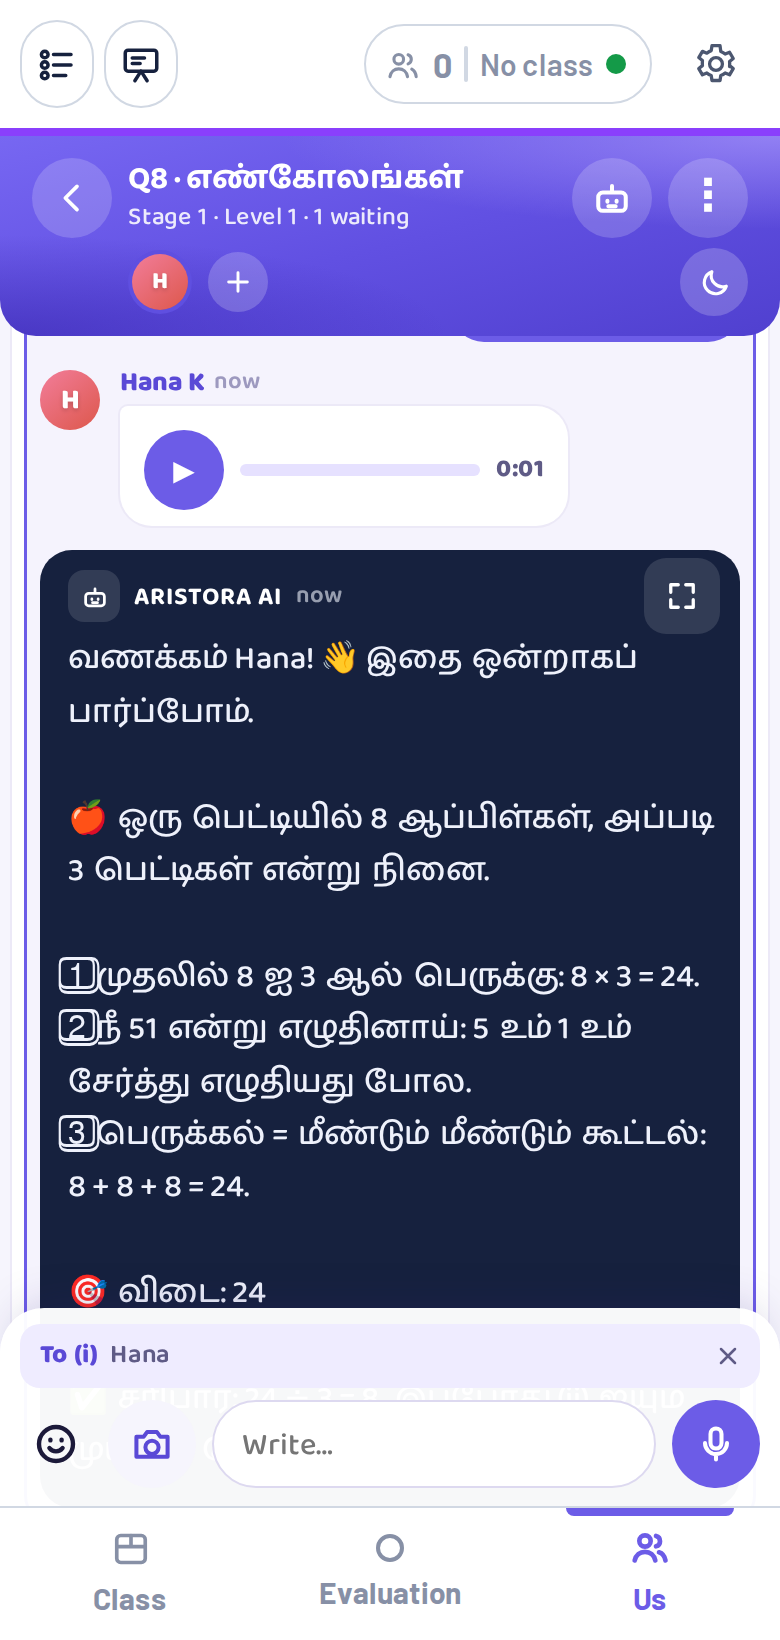 0 | No class
Q8 · எண்கோலங்கள்
Stage 1 · Level 1 · 1 waiting
H
H
Hana K now
0:01
ARISTORA AI now
வணக்கம் Hana! 👋 இதை ஒன்றாகப்
பார்ப்போம்.
🍎 ஒரு பெட்டியில் 8 ஆப்பிள்கள், அப்படி
3 பெட்டிகள் என்று நினை.
1️⃣முதலில் 8 ஐ 3 ஆல் பெருக்கு: 8 × 3 = 24.
2️⃣நீ 51 என்று எழுதினாய்: 5 உம் 1 உம்
சேர்த்து எழுதியது போல.
3️⃣பெருக்கல் = மீண்டும் மீண்டும் கூட்டல்:
8 + 8 + 8 = 24.
🎯 விடை: 24
To (i) Hana
Write...
Class
Evaluation
Us